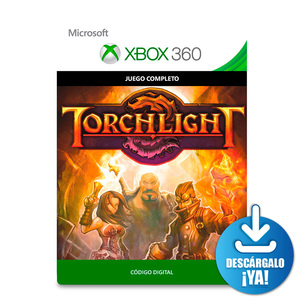 Microsoft
XBOX 360
JUEGO COMPLETO
TORCHLIGHT
DESCÁRGALO
¡YA!
CÓDIGO DIGITAL